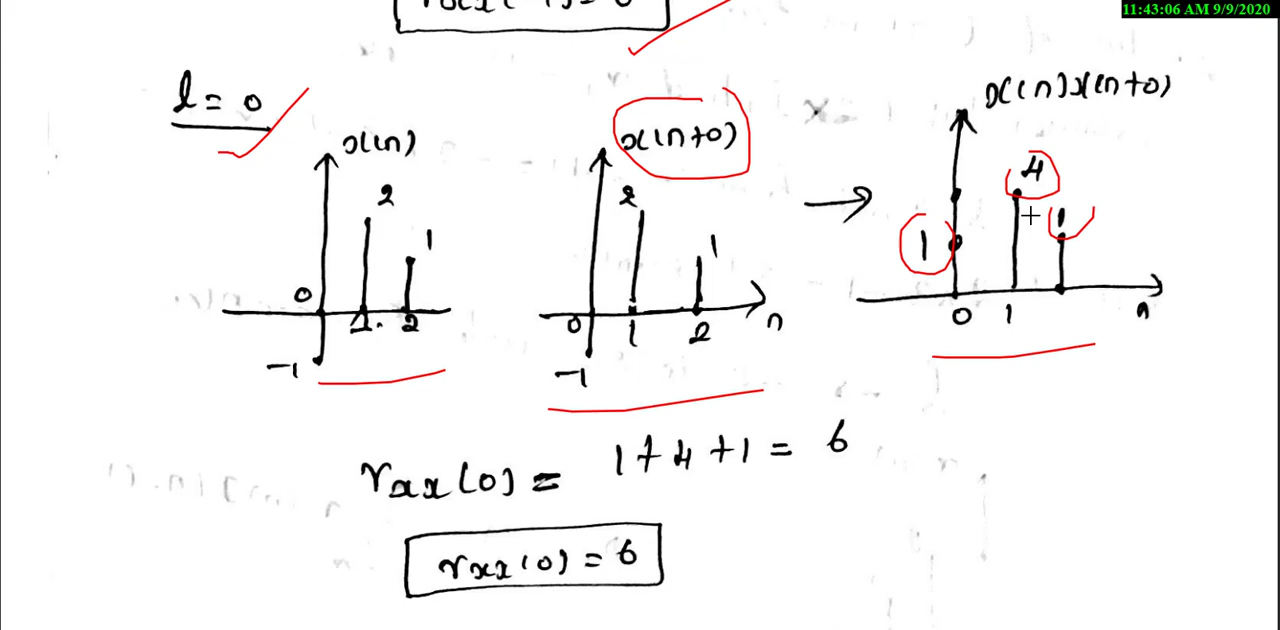 11:43:06 AM 9/9/2020
l = 0
x(n)
x(n+0)
x(n)x(n+0)
2
1
0
1
2
-1
2
1
0
1
2
n
-1
1
4
1
0
1
n
rxx(0) = 1+4+1 = 6
rxx(0) = 6